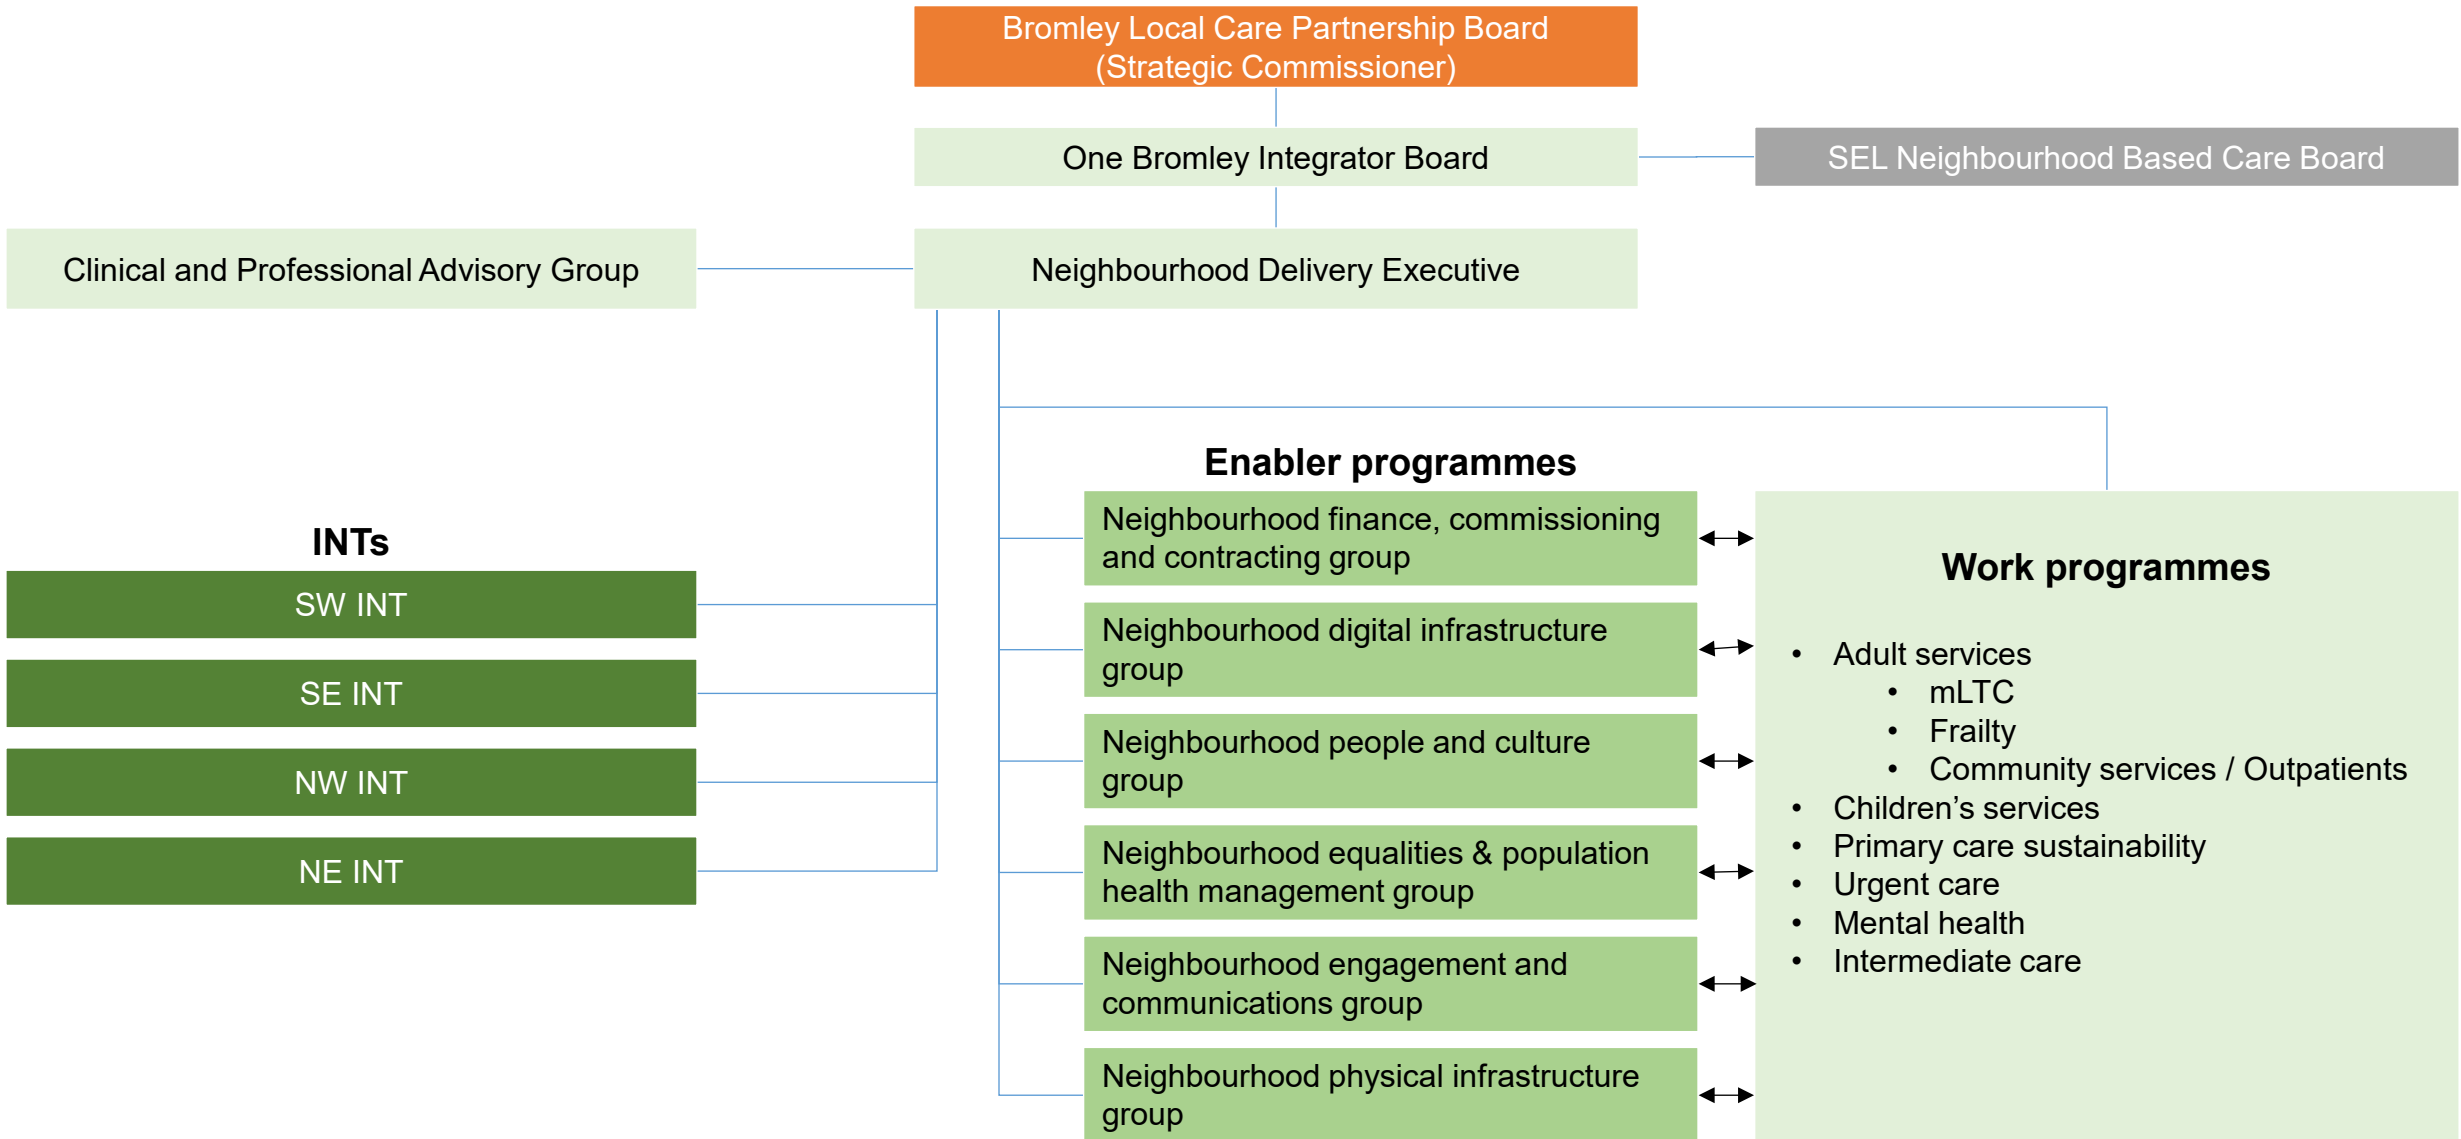 Bromley Local Care Partnership Board
(Strategic Commissioner)
One Bromley Integrator Board
SEL Neighbourhood Based Care Board
Clinical and Professional Advisory Group
Neighbourhood Delivery Executive
INTs
SW INT
SE INT
NW INT
NE INT
Enabler programmes
Neighbourhood finance, commissioning
and contracting group
Neighbourhood digital infrastructure
group
Neighbourhood people and culture
group
Neighbourhood equalities & population
health management group
Neighbourhood engagement and
communications group
Neighbourhood physical infrastructure
group
Work programmes
• Adult services
• mLTC
• Frailty
• Community services / Outpatients
• Children’s services
• Primary care sustainability
• Urgent care
• Mental health
• Intermediate care